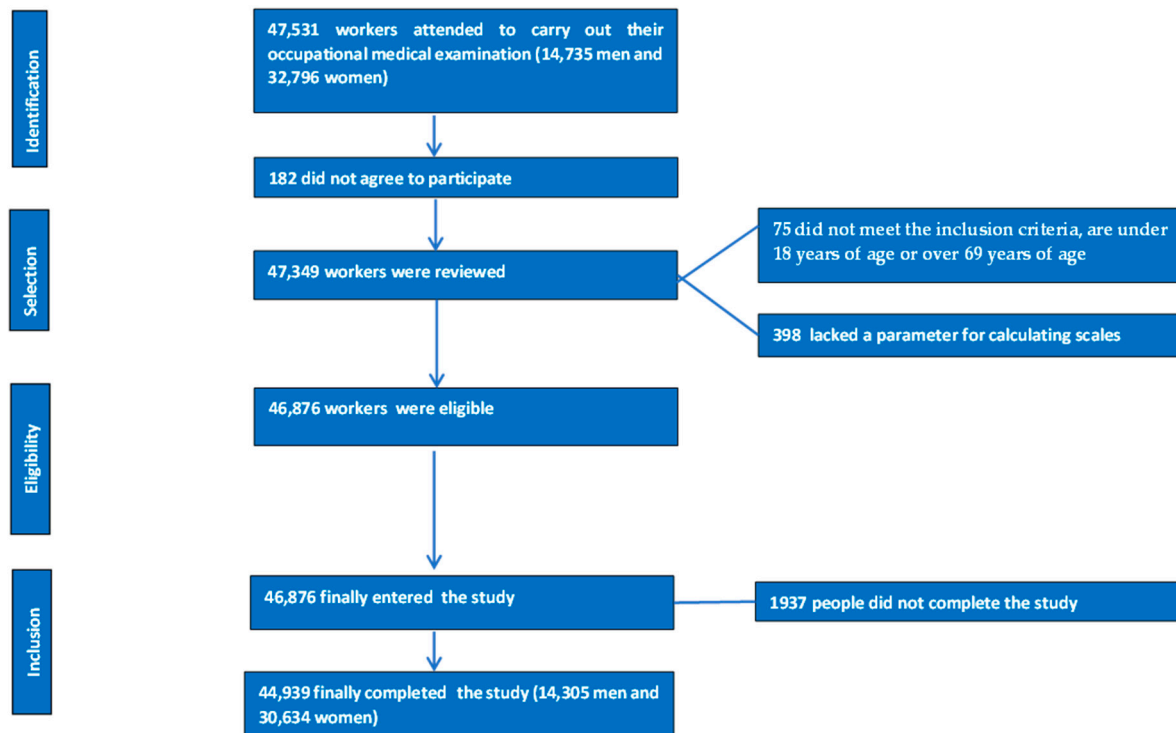 Identification
47,531 workers attended to carry out their
occupational medical examination (14,735 men and
32,796 women)
182 did not agree to participate
Selection
47,349 workers were reviewed
75 did not meet the inclusion criteria, are under
18 years of age or over 69 years of age
398 lacked a parameter for calculating scales
Eligibility
46,876 workers were eligible
Inclusion
46,876 finally entered the study
1937 people did not complete the study
44,939 finally completed the study (14,305 men and
30,634 women)